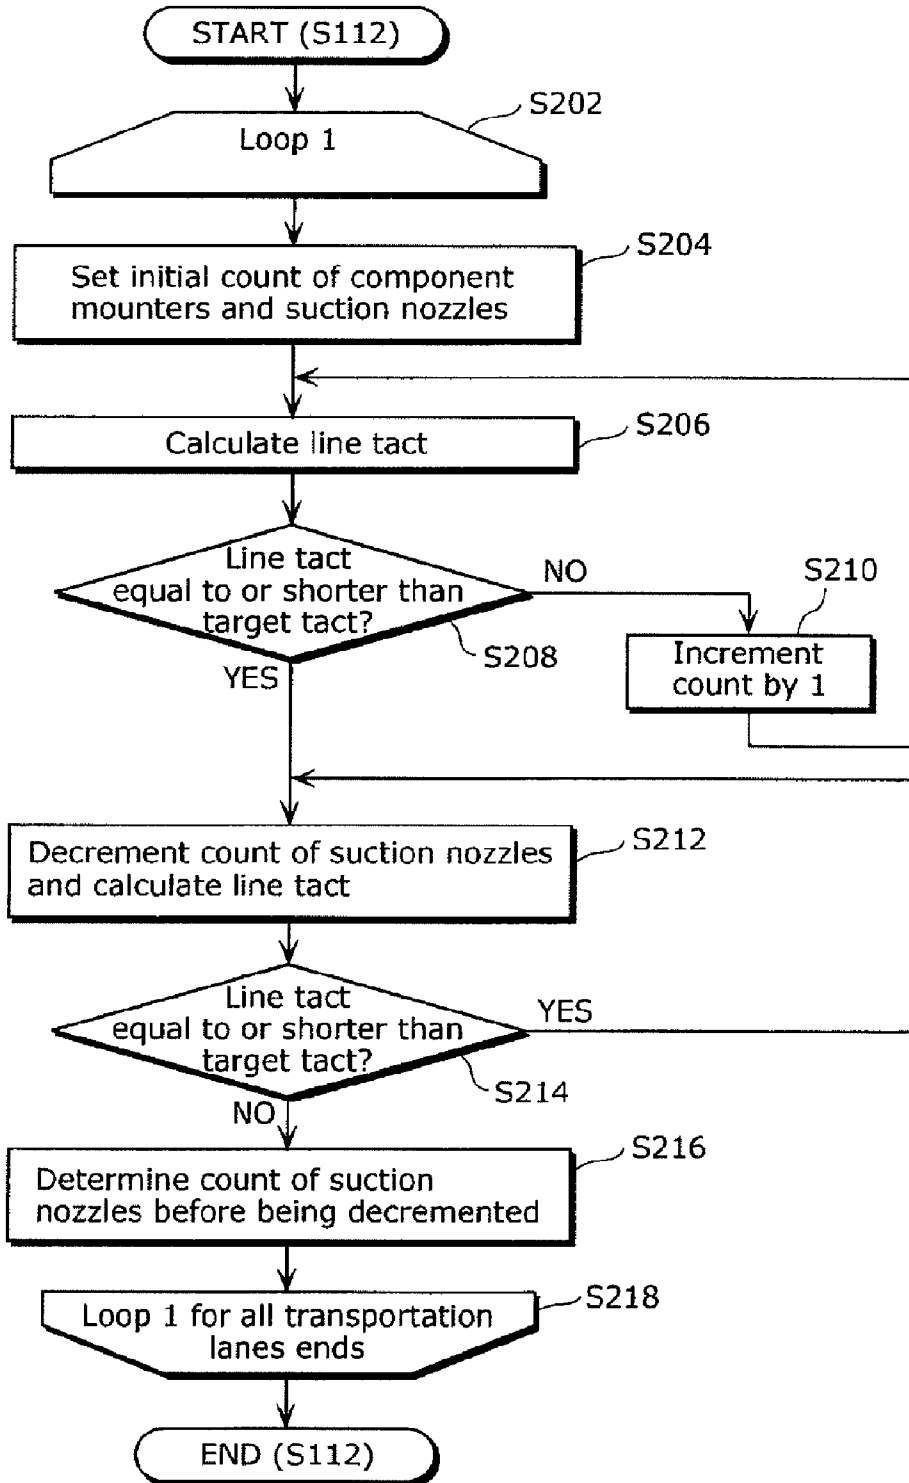 START (S112)
S202
Loop 1
S204
Set initial count of component
mounters and suction nozzles
S206
Calculate line tact
Line tact
equal to or shorter than
target tact?
NO
S208
YES
S210
Increment
count by 1
S212
Decrement count of suction nozzles
and calculate line tact
Line tact
equal to or shorter than
target tact?
YES
S214
NO
S216
Determine count of suction
nozzles before being decremented
S218
Loop 1 for all transportation
lanes ends
END (S112)